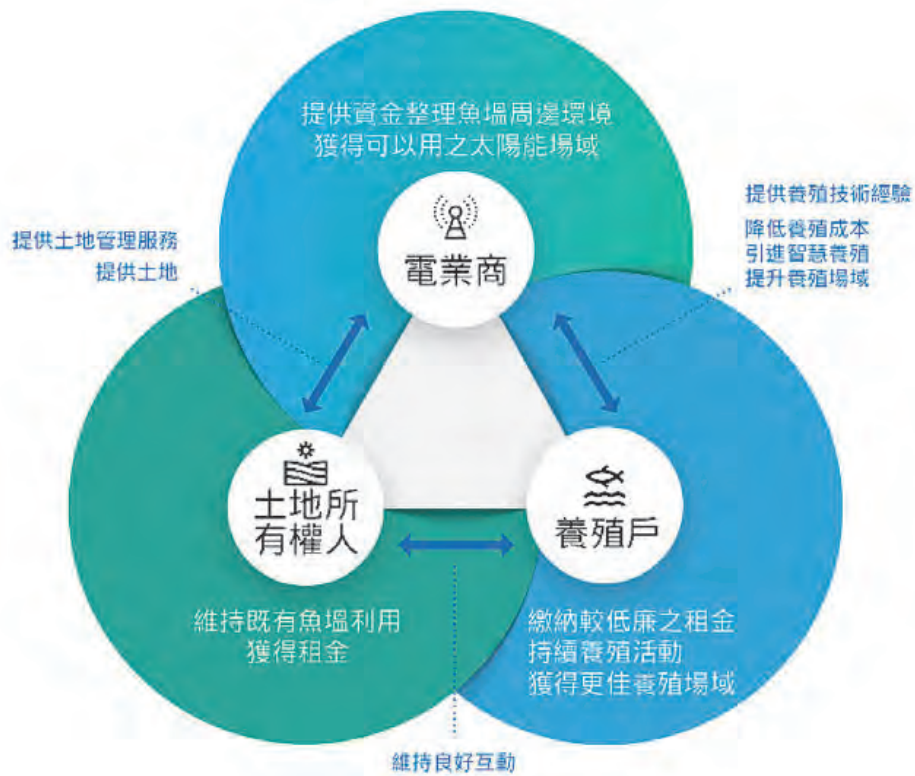 提供資金整理魚塭周邊環境
獲得可以用之太陽能場域
電業商
提供土地管理服務
提供土地
提供養殖技術經驗
降低養殖成本
引進智慧養殖
提升養殖場域
土地所
有權人
養殖戶
維持既有魚塭利用
獲得租金
繳納較低廉之租金
持續養殖活動
獲得更佳養殖場域
維持良好互動